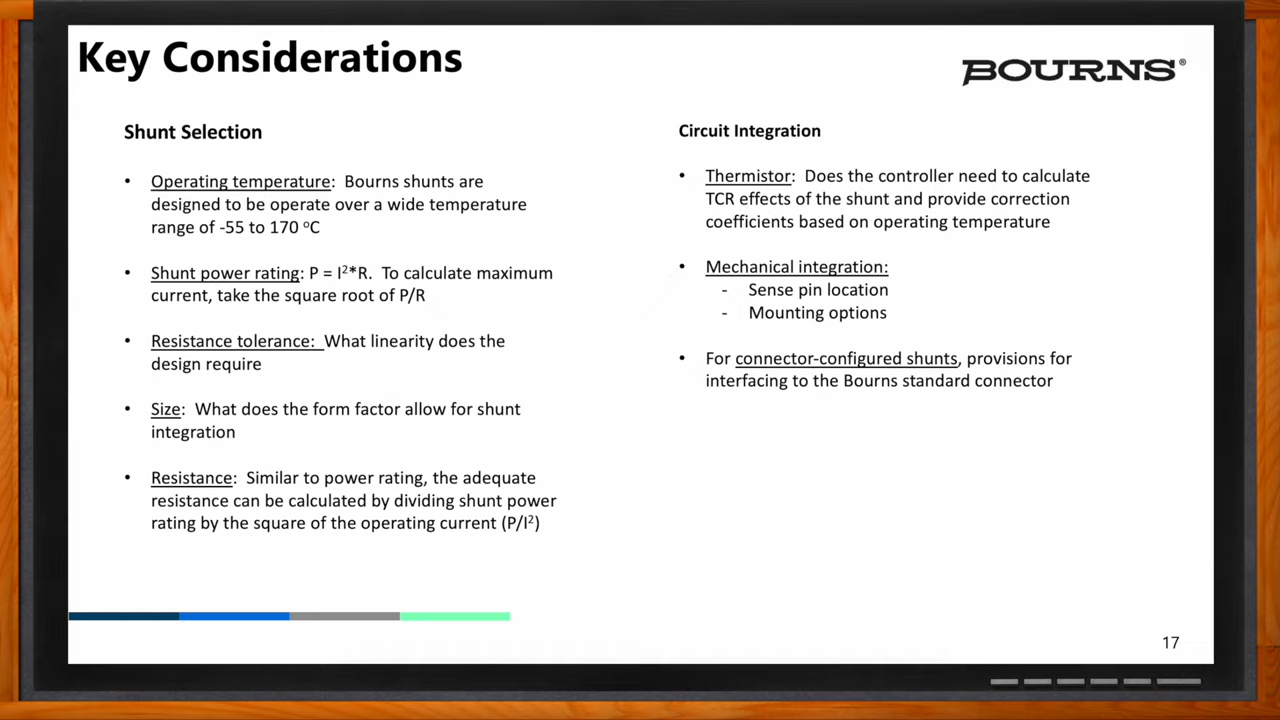 Key Considerations
BOURNS®
Shunt Selection
• Operating temperature: Bourns shunts are
designed to be operate over a wide temperature
range of -55 to 170 ᵒC
• Shunt power rating: P = I²*R. To calculate maximum
current, take the square root of P/R
• Resistance tolerance: What linearity does the
design require
• Size: What does the form factor allow for shunt
integration
• Resistance: Similar to power rating, the adequate
resistance can be calculated by dividing shunt power
rating by the square of the operating current (P/I²)
Circuit Integration
• Thermistor: Does the controller need to calculate
TCR effects of the shunt and provide correction
coefficients based on operating temperature
• Mechanical integration:
- Sense pin location
- Mounting options
• For connector-configured shunts, provisions for
interfacing to the Bourns standard connector
17